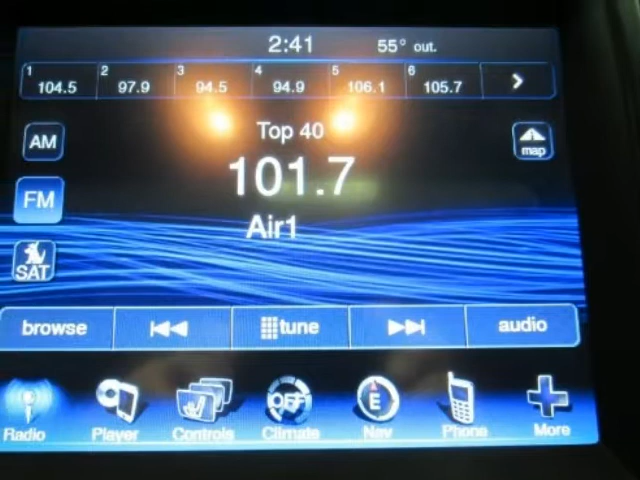 2:41 55° out.
1 104.5 2 97.9 3 94.5 4 94.9 5 106.1 6 105.7 >
AM Top 40 map
101.7
FM
Air1
SAT
browse tune audio
OFF E
Radio Player Controls Climate Nav Phone More